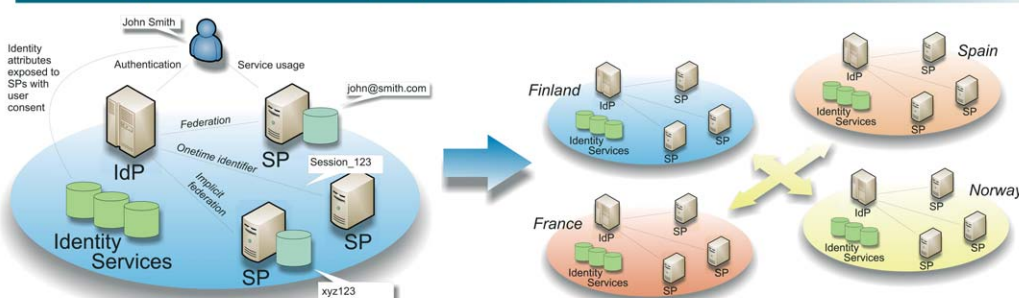 John Smith
Identity
attributes
exposed to
SPs with
user
consent
Authentication
Service usage
john@smith.com
Federation
SP
Onetime identifier
Session_123
IdP
Implicit
federation
SP
Identity
Services
SP
xyz123
Finland
IdP
SP
SP
SP
Identity
Services
Spain
IdP
SP
SP
SP
Identity
Services
France
IdP
SP
SP
SP
Identity
Services
Norway
IdP
SP
SP
SP
Identity
Services